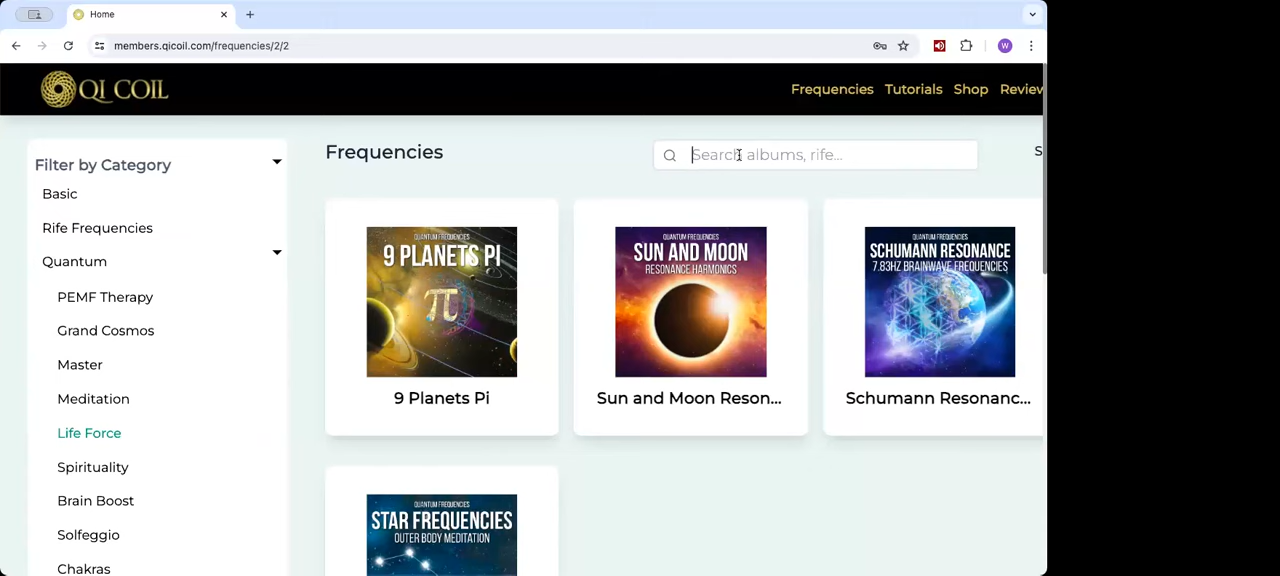 Home
members.qicoil.com/frequencies/2/2
W
QI COIL
Frequencies
Tutorials
Shop
Review
Filter by Category
Basic
Rife Frequencies
Quantum
PEMF Therapy
Grand Cosmos
Master
Meditation
Life Force
Spirituality
Brain Boost
Solfeggio
Chakras
Frequencies
Search albums, rife...
S
QUANTUM FREQUENCIES
9 PLANETS PI
π
9 Planets Pi
QUANTUM FREQUENCIES
SUN AND MOON
RESONANCE HARMONICS
Sun and Moon Reson...
QUANTUM FREQUENCIES
SCHUMANN RESONANCE
7.83HZ BRAINWAVE FREQUENCIES
Schumann Resonanc...
QUANTUM FREQUENCIES
STAR FREQUENCIES
OUTER BODY MEDITATION